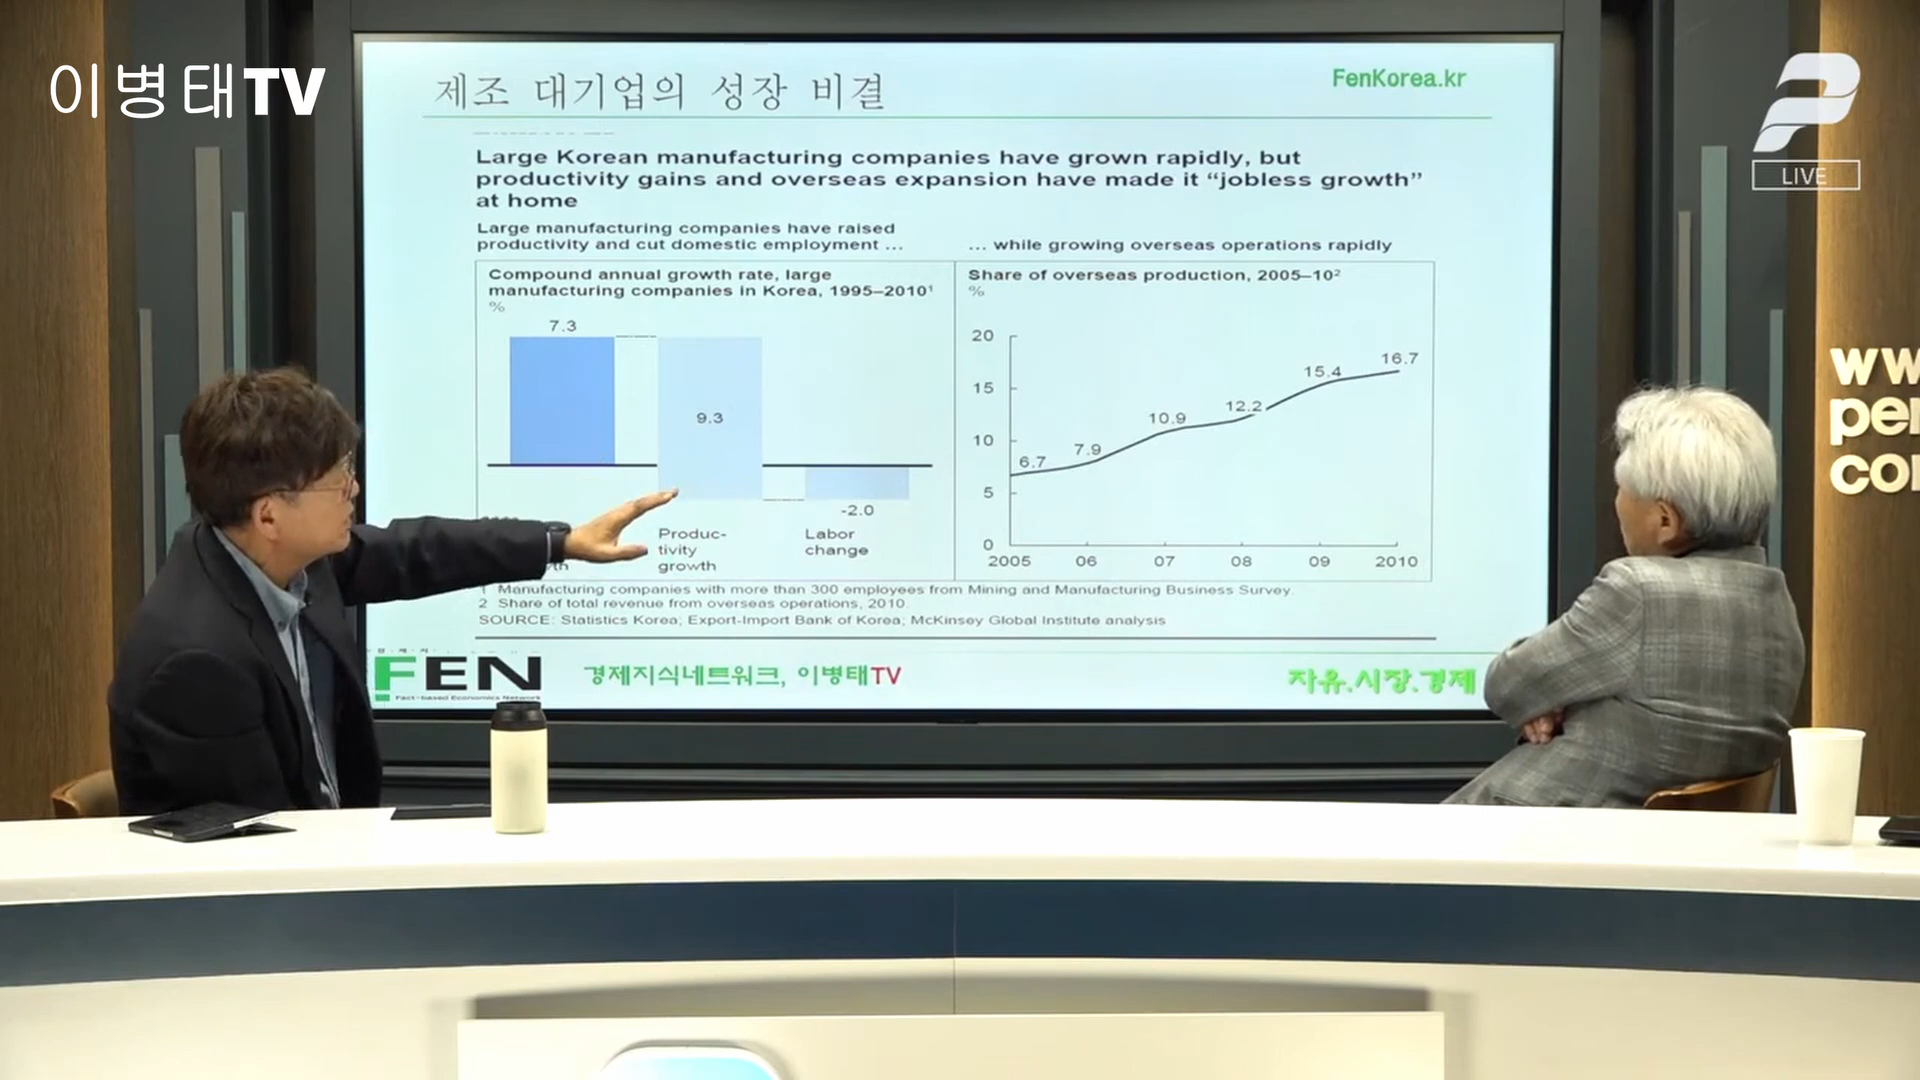 이병태TV
LIVE
제조 대기업의 성장 비결
FenKorea.kr
Large Korean manufacturing companies have grown rapidly, but
productivity gains and overseas expansion have made it “jobless growth”
at home
Large manufacturing companies have raised
productivity and cut domestic employment ...
... while growing overseas operations rapidly
Compound annual growth rate, large
manufacturing companies in Korea, 1995–2010¹
%
7.3
9.3
-2.0
Produc-
tivity
growth
Labor
change
Share of overseas production, 2005–10²
%
20
15
10
5
0
6.7
7.9
10.9
12.2
15.4
16.7
2005 06 07 08 09 2010
1 Manufacturing companies with more than 300 employees from Mining and Manufacturing Business Survey.
2 Share of total revenue from overseas operations, 2010.
SOURCE: Statistics Korea; Export-Import Bank of Korea; McKinsey Global Institute analysis
FEN
Fact-based Economics Network
경제지식네트워크, 이병태TV
자유.시장.경제